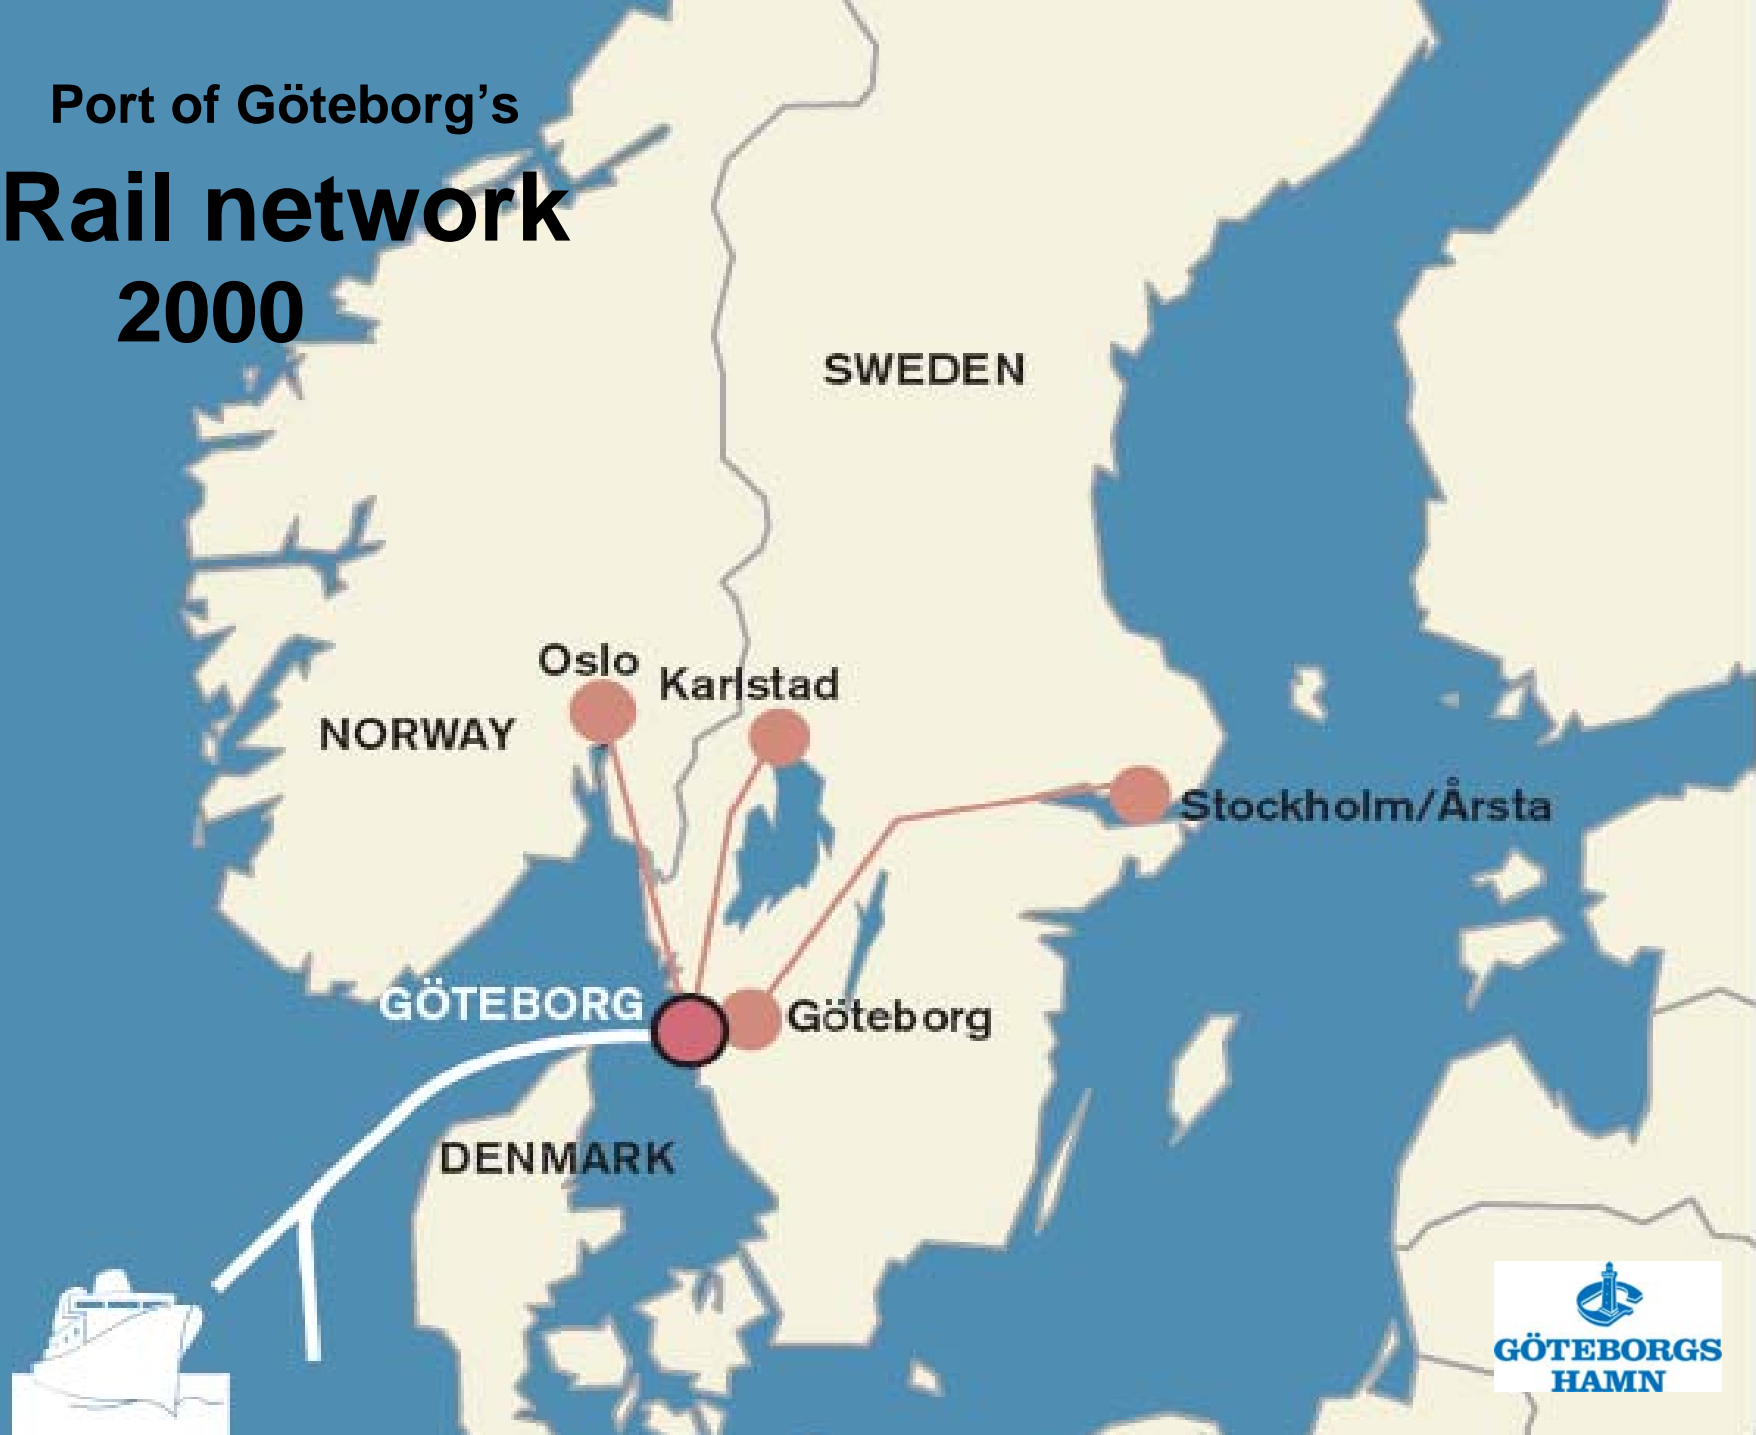 Port of Göteborg’s
Rail network
2000
SWEDEN
Oslo
Karlstad
NORWAY
Stockholm/Årsta
GÖTEBORG
Göteborg
DENMARK
GÖTEBORGS
HAMN